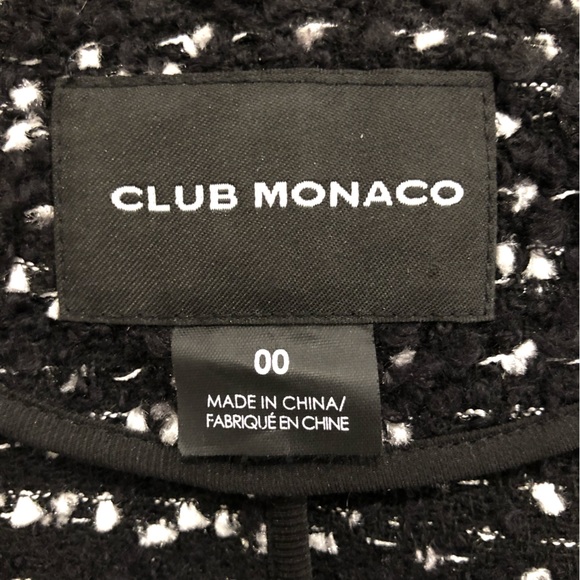 CLUB MONACO
00
MADE IN CHINA/
FABRIQUÉ EN CHINE